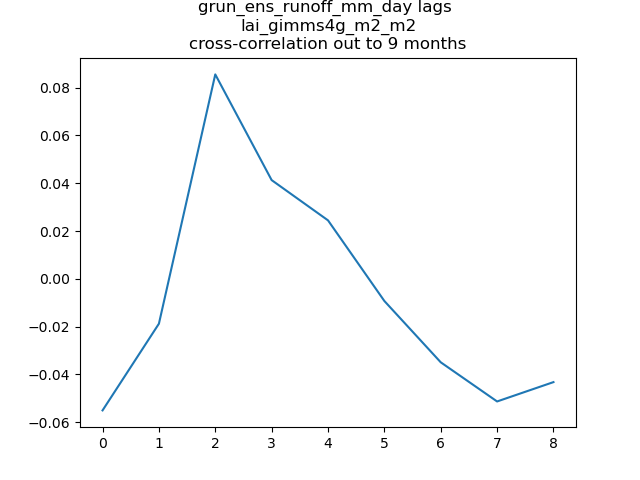 grun_ens_runoff_mm_day lags
lai_gimms4g_m2_m2
cross-correlation out to 9 months
0.08
0.06
0.04
0.02
0.00
−0.02
−0.04
−0.06
0 1 2 3 4 5 6 7 8